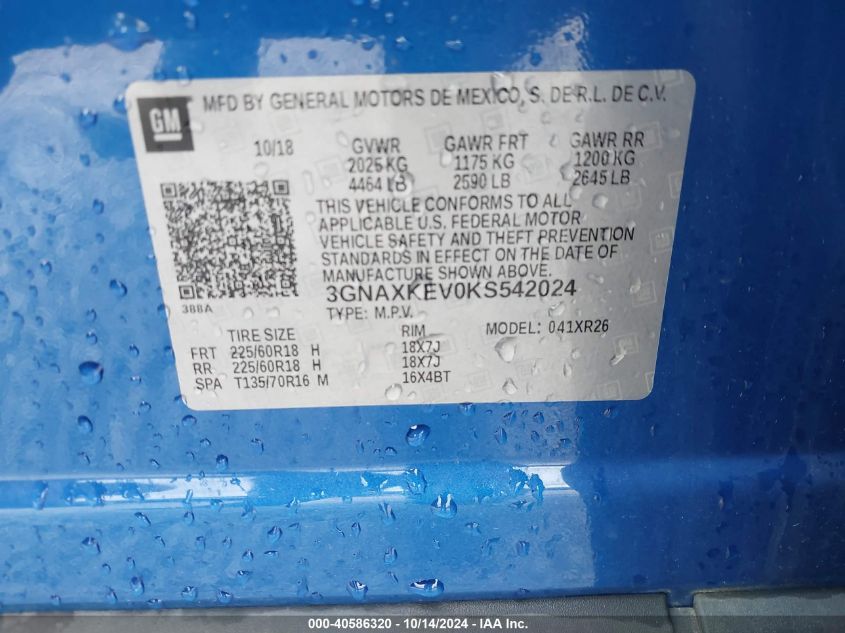 GM
MFD BY GENERAL MOTORS DE MEXICO, S. DE R.L. DE C.V.
10/18 GVWR GAWR FRT GAWR RR
2025 KG 1175 KG 1200 KG
4464 LB 2590 LB 2645 LB
THIS VEHICLE CONFORMS TO ALL
APPLICABLE U.S. FEDERAL MOTOR
VEHICLE SAFETY AND THEFT PREVENTION
STANDARDS IN EFFECT ON THE DATE OF
MANUFACTURE SHOWN ABOVE.
3GNAXKEV0KS542024
388A
TYPE: M.P.V. MODEL: 041XR26
TIRE SIZE RIM
FRT 225/60R18 H 18X7J
RR 225/60R18 H 18X7J
SPA T135/70R16 M 16X4BT
000-40586320 - 10/14/2024 - IAA Inc.